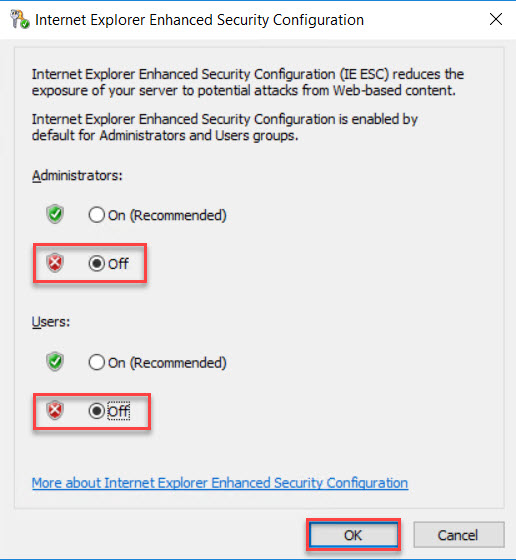 Internet Explorer Enhanced Security Configuration
Internet Explorer Enhanced Security Configuration (IE ESC) reduces the
exposure of your server to potential attacks from Web-based content.
Internet Explorer Enhanced Security Configuration is enabled by
default for Administrators and Users groups.
Administrators:
On (Recommended)
Off
Users:
On (Recommended)
Off
More about Internet Explorer Enhanced Security Configuration
OK Cancel